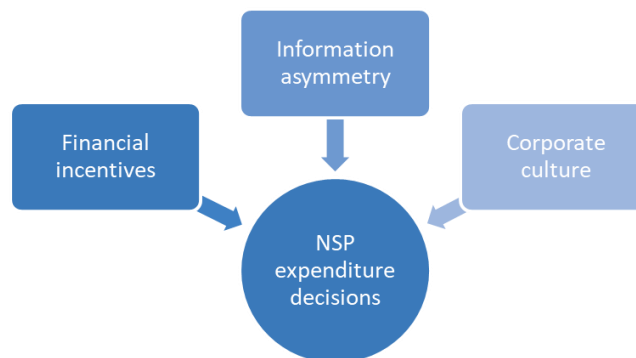 Information
asymmetry
Financial
incentives
Corporate
culture
NSP
expenditure
decisions